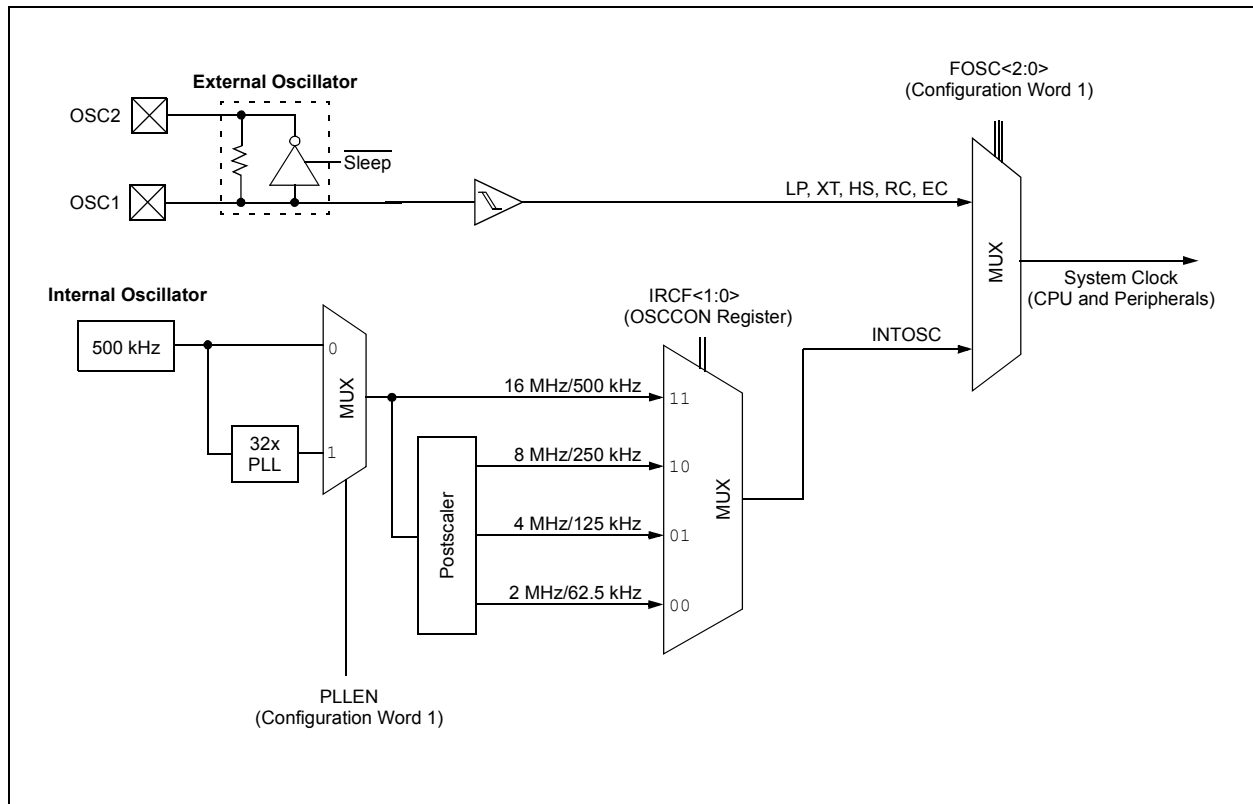 External Oscillator
OSC2
Sleep
OSC1
FOSC<2:0>
(Configuration Word 1)
LP, XT, HS, RC, EC
MUX
System Clock
(CPU and Peripherals)
Internal Oscillator
500 kHz
0
MUX
32x
PLL
1
IRCF<1:0>
(OSCCON Register)
INTOSC
16 MHz/500 kHz
11
8 MHz/250 kHz
10
MUX
Postscaler
4 MHz/125 kHz
01
2 MHz/62.5 kHz
00
PLLEN
(Configuration Word 1)